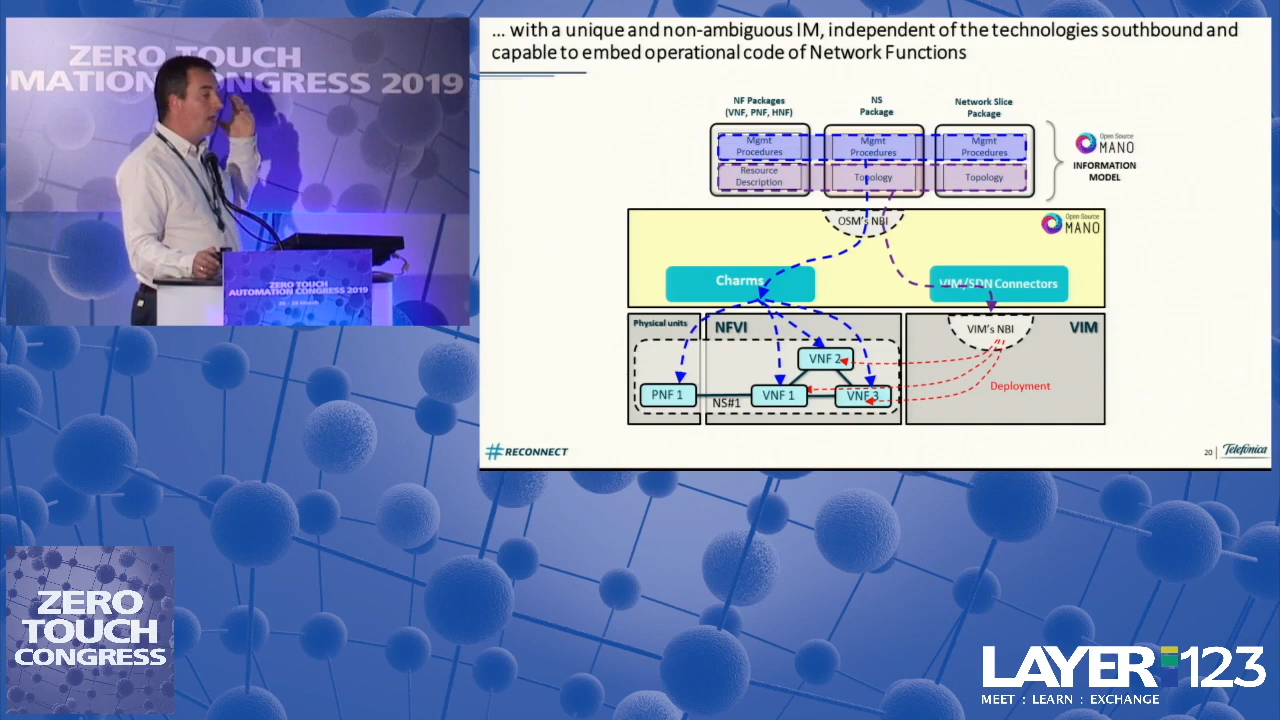 ZERO TOUCH
OMATION CONGRESS 2019
ZERO TOUCH
AUTOMATION CONGRESS 2019
March
... with a unique and non-ambiguous IM, independent of the technologies southbound and
capable to embed operational code of Network Functions
NF Packages
(VNF, PNF, HNF)
NS
Package
Network Slice
Package
Mgmt
Procedures
Mgmt
Procedures
Mgmt
Procedures
Resource
Description
Topology
Topology
Open Source
MANO
INFORMATION
MODEL
OSM's NBI
Open Source
MANO
Charms
VIM/SDN Connectors
Physical units
NFVI
VIM's NBI
VIM
VNF 2
Deployment
PNF 1
NS#1
VNF 1
VNF 3
#RECONNECT
20
Telefónica
ZERO
TOUCH
CONGRESS
LAYER123
MEET : LEARN : EXCHANGE